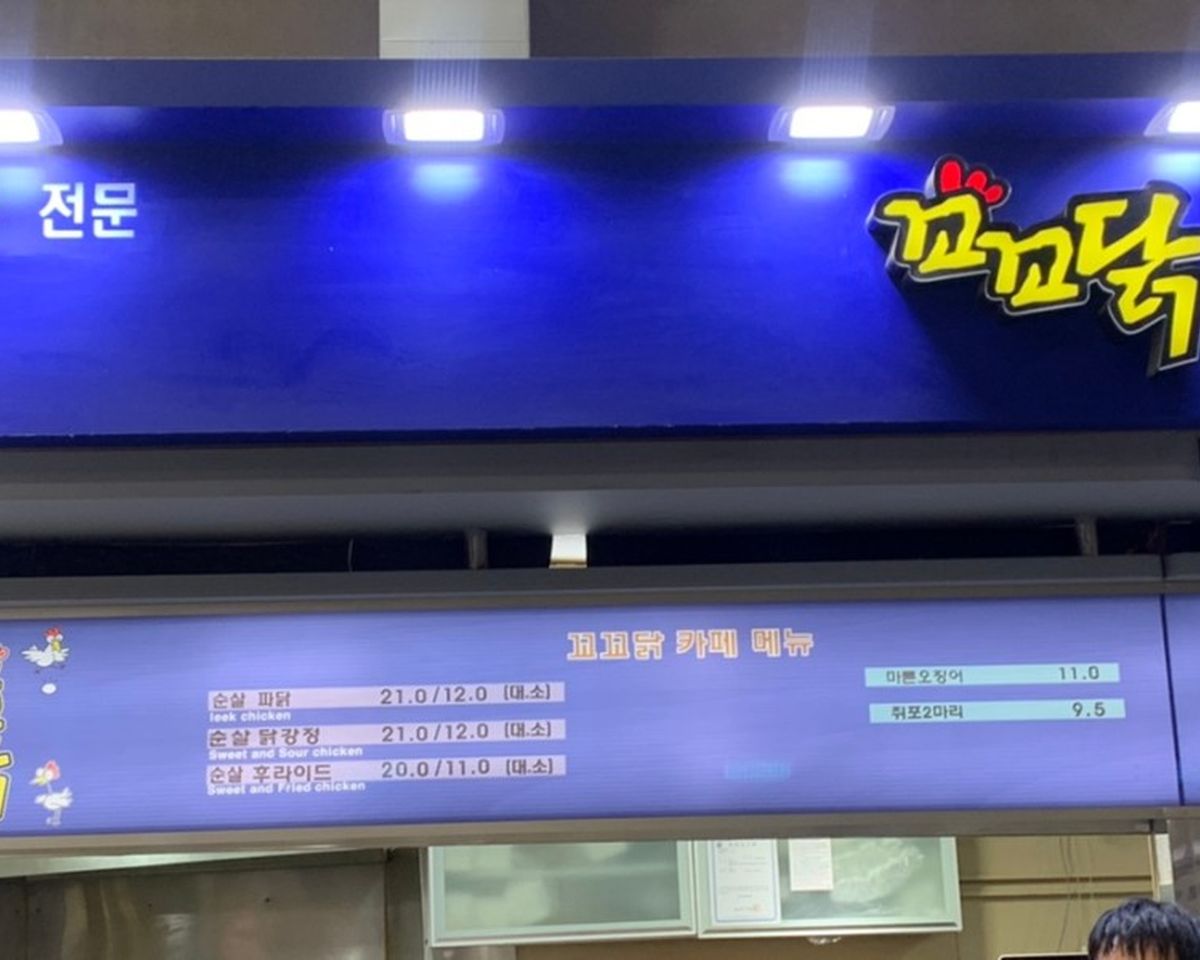 전문
꼬꼬닭
꼬꼬닭 카페 메뉴
순살 파닭 21.0/12.0 (대.소)
leek chicken
순살 닭강정 21.0/12.0 (대.소)
Sweet and Sour chicken
순살 후라이드 20.0/11.0 (대.소)
Sweet and Fried chicken
마른오징어 11.0
쥐포2마리 9.5